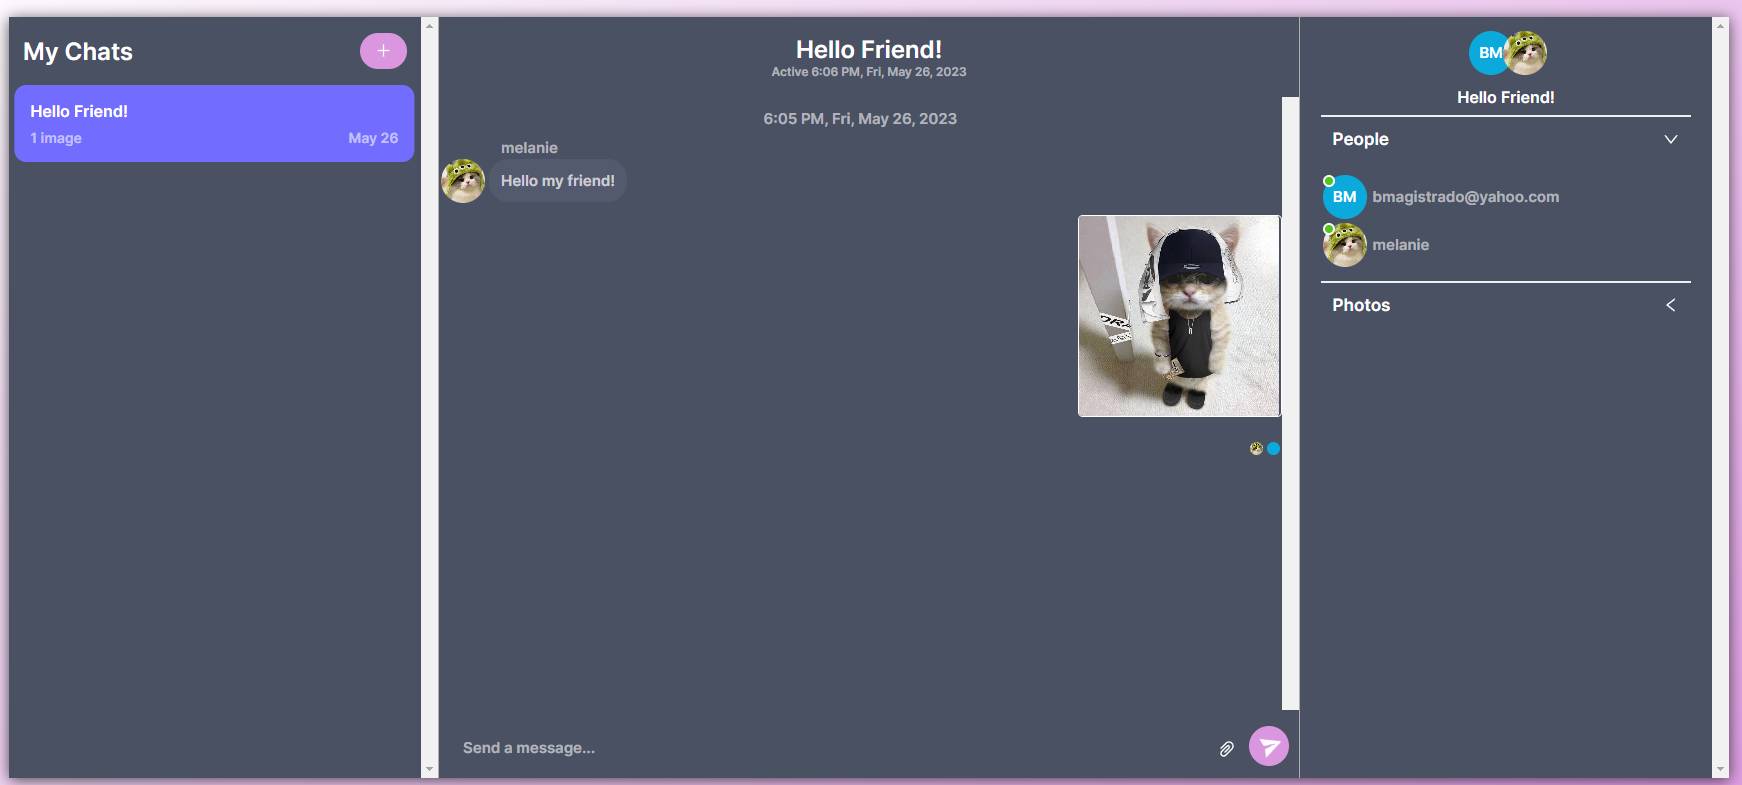 My Chats
+
Hello Friend!
1 image May 26
Hello Friend!
Active 6:06 PM, Fri, May 26, 2023
6:05 PM, Fri, May 26, 2023
melanie
Hello my friend!
Send a message...
BM
Hello Friend!
People
BM bmagistrado@yahoo.com
melanie
Photos